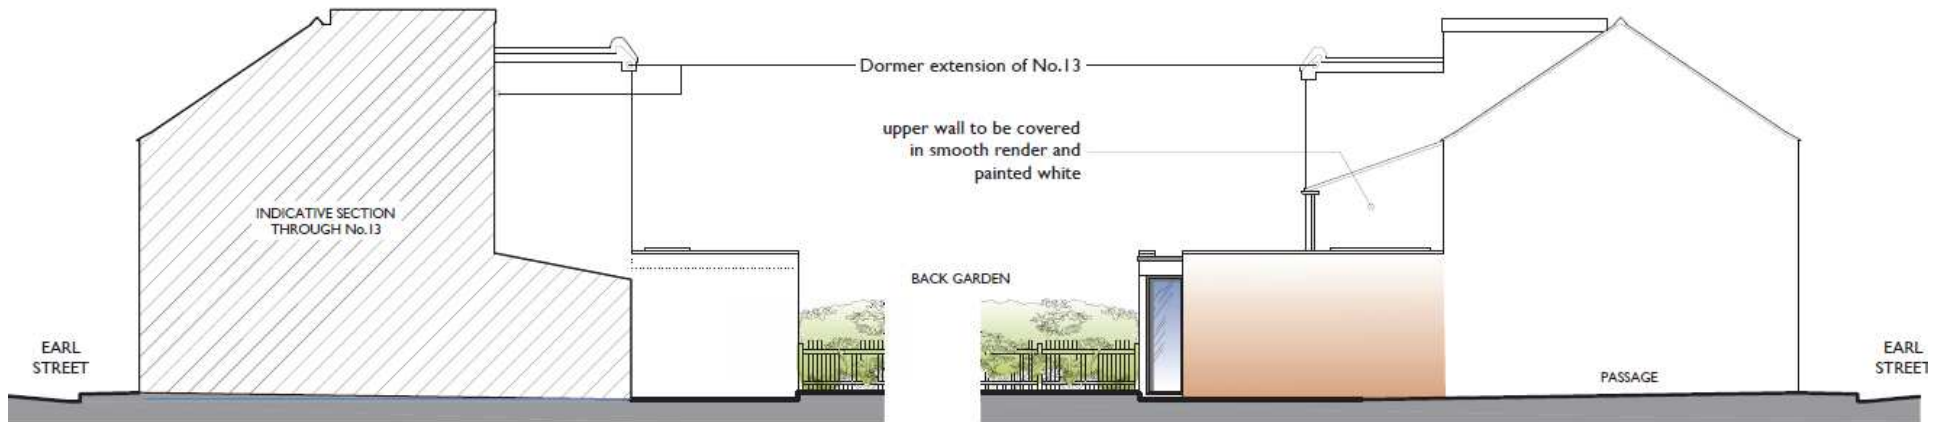 Dormer extension of No.13
upper wall to be covered
in smooth render and
painted white
INDICATIVE SECTION
THROUGH No.13
BACK GARDEN
EARL
STREET
PASSAGE
EARL
STREET